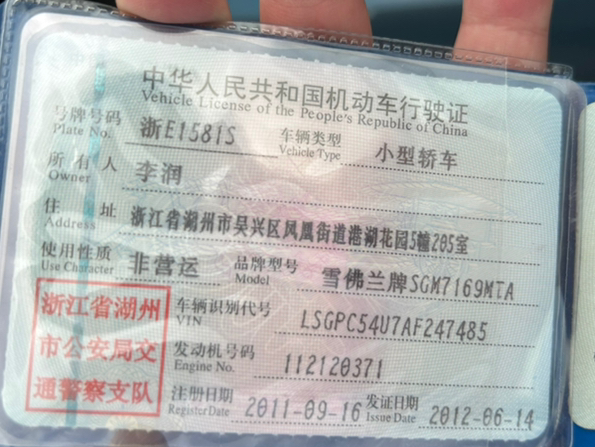 中华人民共和国机动车行驶证
Vehicle License of the People's Republic of China
号牌号码 浙E1581S 车辆类型 小型轿车
Plate No. Vehicle Type
所有人 李润
Owner
住址 浙江省湖州市吴兴区凤凰街道港湖花园5幢205室
Address
使用性质 非营运 品牌型号 雪佛兰牌SGM7169MTA
Use Character Model
浙江省湖州
市公安局交
通警察支队
车辆识别代号 LSGPC54U7AF247485
VIN
发动机号码 112120371
Engine No.
注册日期 2011-09-16 发证日期 2012-06-14
Register Date Issue Date